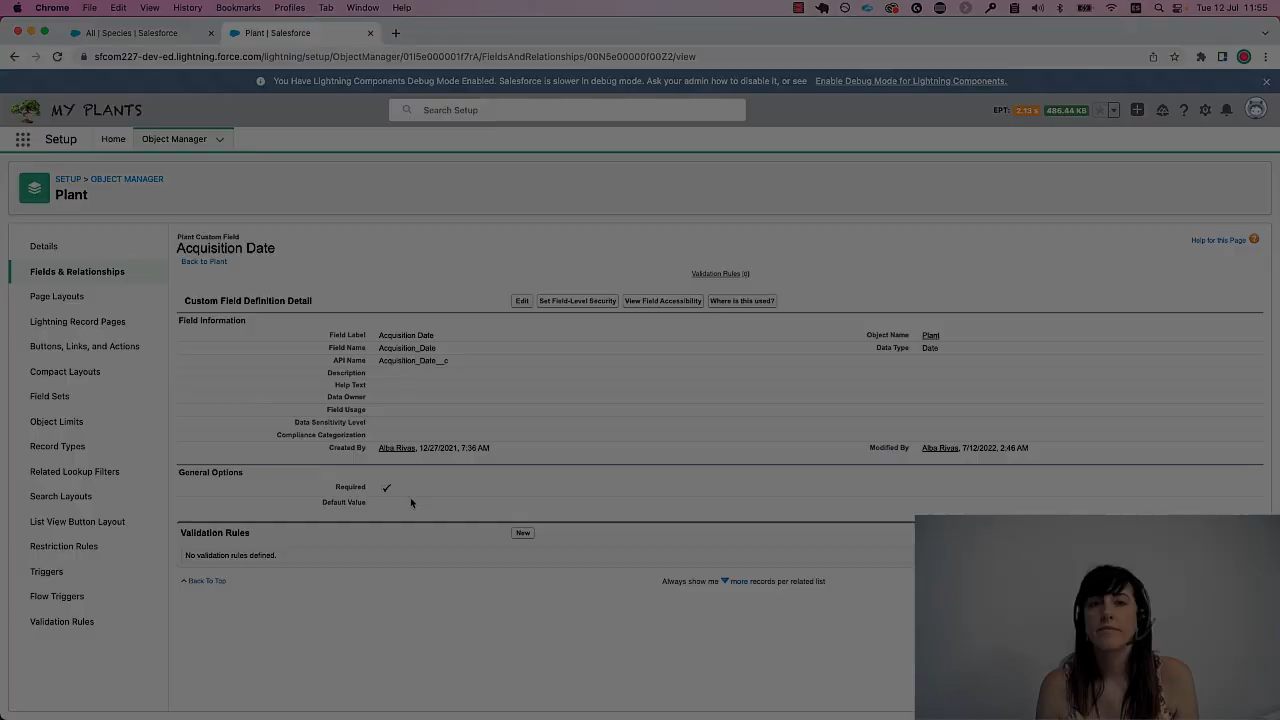 Chrome File Edit View History Bookmarks Profiles Tab Window Help
ES
Tue 12 Jul 11:55
All | Species | Salesforce
Plant | Salesforce
sfcom227-dev-ed.lightning.force.com/lightning/setup/ObjectManager/01I5e000001f7rA/FieldsAndRelationships/00N5e00000f00Z2/view
You Have Lightning Components Debug Mode Enabled. Salesforce is slower in debug mode. Ask your admin how to disable it, or see Enable Debug Mode for Lightning Components.
MY PLANTS
Search Setup
EPT: 2.13 s 486.44 KB
Setup Home Object Manager
SETUP > OBJECT MANAGER
Plant
Details
Fields & Relationships
Page Layouts
Lightning Record Pages
Buttons, Links, and Actions
Compact Layouts
Field Sets
Object Limits
Record Types
Related Lookup Filters
Search Layouts
List View Button Layout
Restriction Rules
Triggers
Flow Triggers
Validation Rules
Plant Custom Field
Acquisition Date
Back to Plant
Help for this Page
Validation Rules [0]
Custom Field Definition Detail
Edit Set Field-Level Security View Field Accessibility Where is this used?
Field Information
Field Label Acquisition Date Object Name Plant
Field Name Acquisition_Date Data Type Date
API Name Acquisition_Date__c
Description
Help Text
Data Owner
Field Usage
Data Sensitivity Level
Compliance Categorization
Created By Alba Rivas, 12/27/2021, 7:36 AM Modified By Alba Rivas, 7/12/2022, 2:46 AM
General Options
Required ✓
Default Value
Validation Rules New
No validation rules defined.
^ Back To Top Always show me ▼ more records per related list